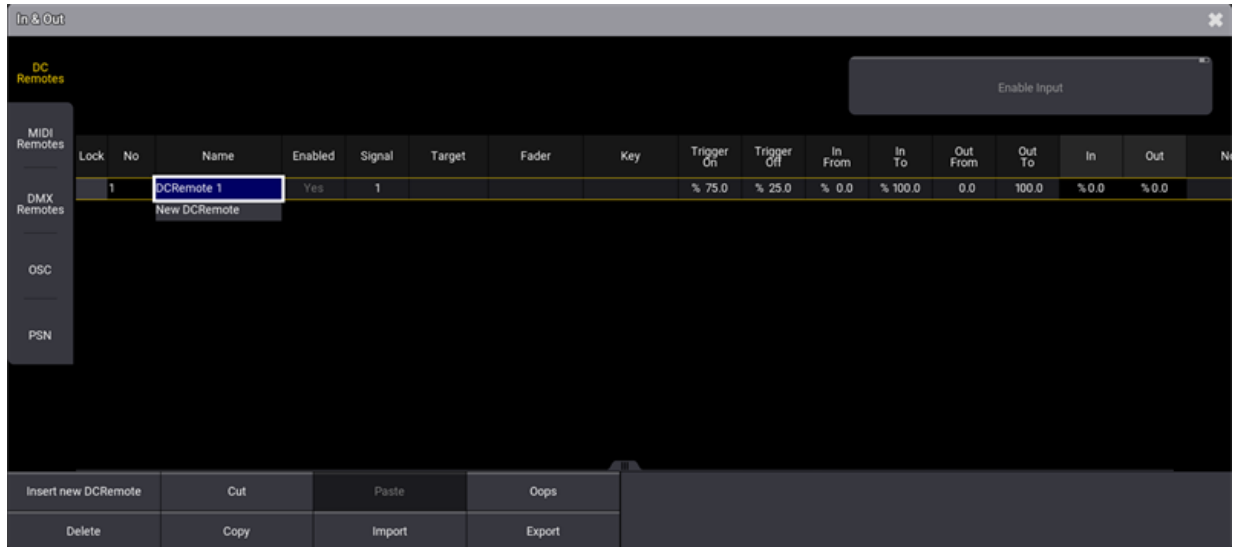 In & Out
DC
Remotes
Enable Input
MIDI
Remotes
Lock No Name Enabled Signal Target Fader Key Trigger On Trigger Off In From In To Out From Out To In Out
1 DCRemote 1 Yes 1 % 75.0 % 25.0 % 0.0 % 100.0 0.0 100.0 % 0.0 % 0.0
New DCRemote
DMX
Remotes
OSC
PSN
Insert new DCRemote Cut Paste Oops
Delete Copy Import Export